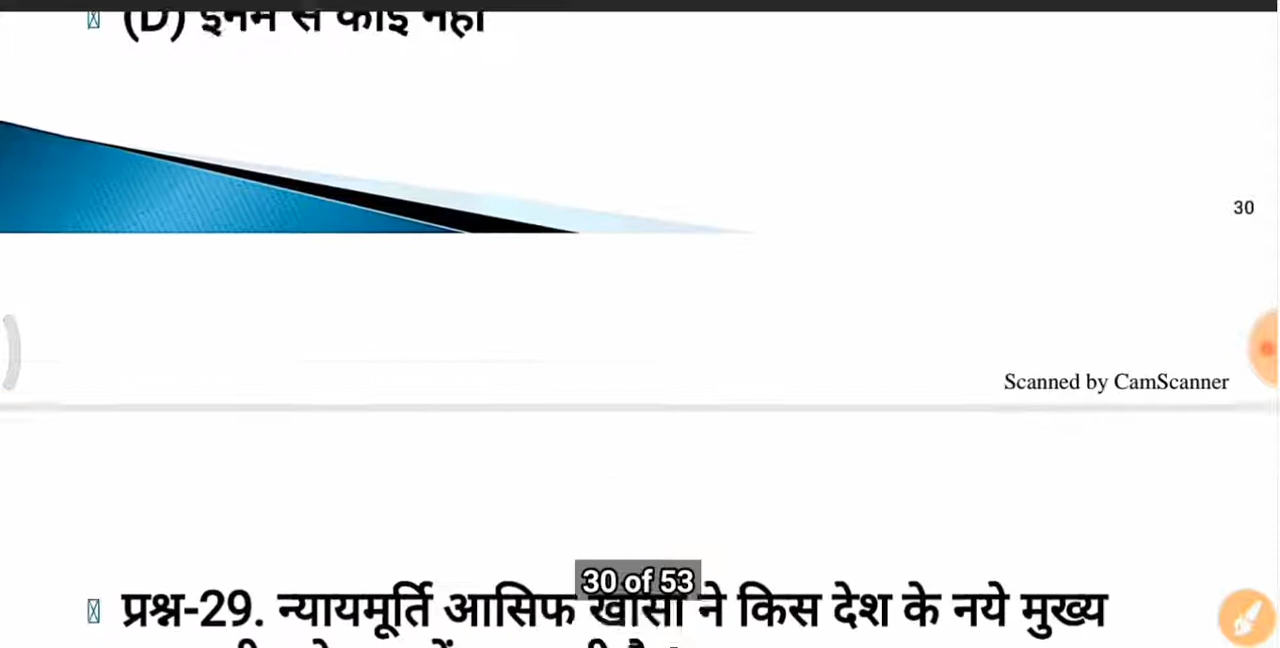 (D) इनमें से कोई नहीं
30
Scanned by CamScanner
30 of 53
प्रश्न-29. न्यायमूर्ति आसिफ खोसा ने किस देश के नये मुख्य